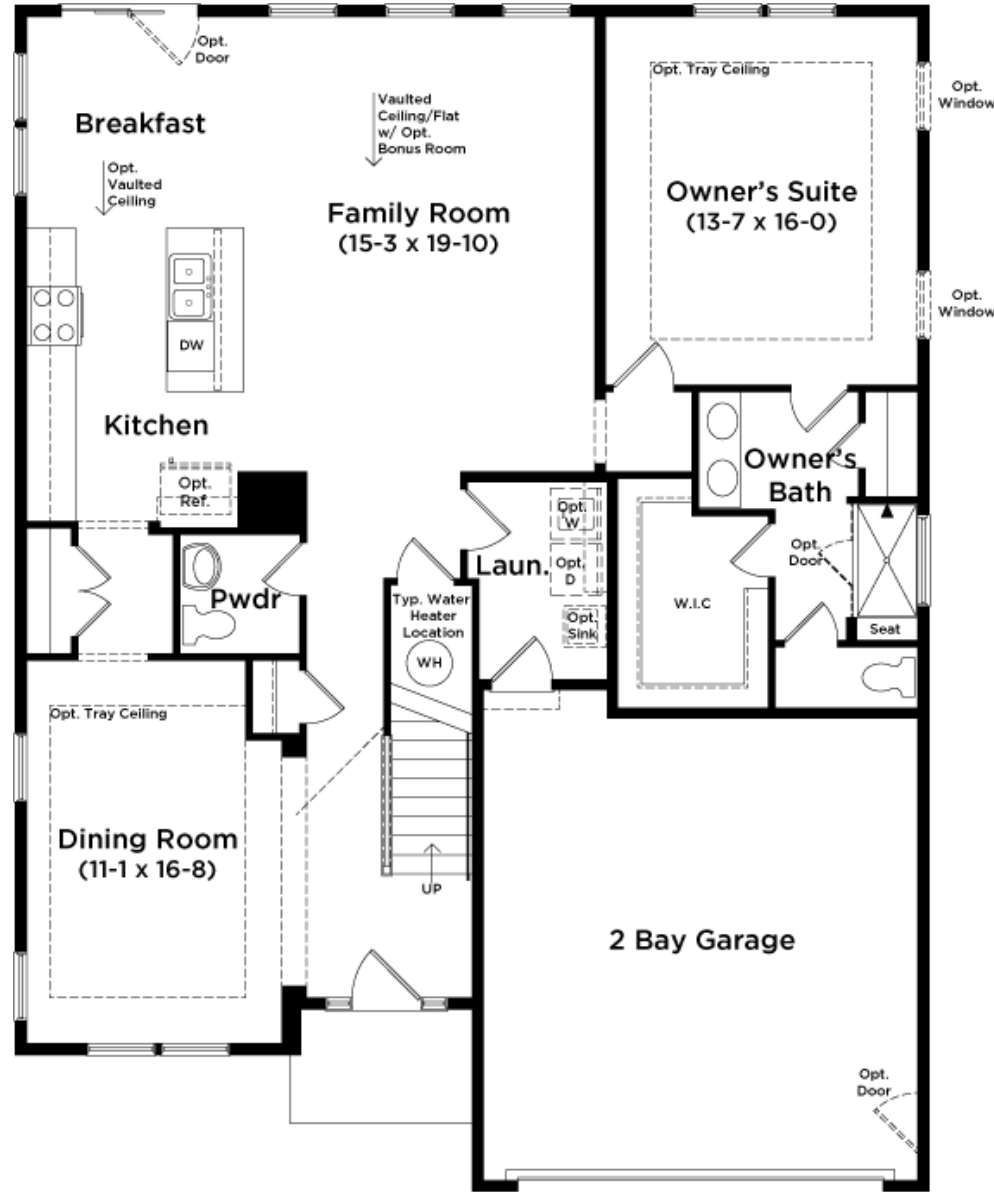 Opt.
Door
Breakfast
Opt.
Vaulted
Ceiling
Vaulted
Ceiling/Flat
w/ Opt.
Bonus Room
Family Room
(15-3 x 19-10)
Opt. Tray Ceiling
Owner's Suite
(13-7 x 16-0)
Opt.
Window
Opt.
Window
DW
Kitchen
Opt.
Ref.
Owner's
Bath
Opt.
W
Opt.
D
Laun.
Opt.
Sink
Opt.
Door
W.I.C
Seat
Pwdr
Typ. Water
Heater
Location
WH
Opt. Tray Ceiling
Dining Room
(11-1 x 16-8)
UP
2 Bay Garage
Opt.
Door